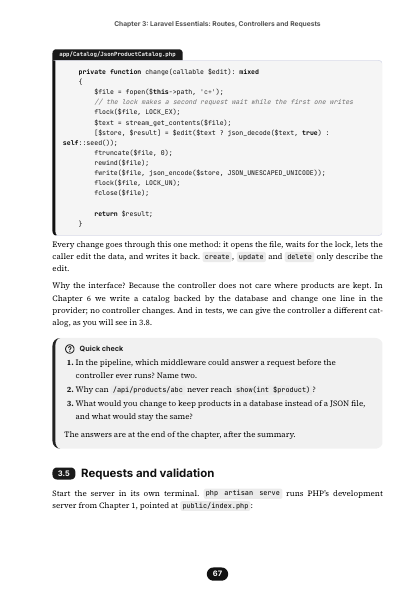 Chapter 3: Laravel Essentials: Routes, Controllers and Requests
app/Catalog/JsonProductCatalog.php
private function change(callable $edit): mixed
{
$file = fopen($this->path, 'c+');
// the lock makes a second request wait while the first one writes
flock($file, LOCK_EX);
$text = stream_get_contents($file);
[$store, $result] = $edit($text ? json_decode($text, true) :
self::seed());
ftruncate($file, 0);
rewind($file);
fwrite($file, json_encode($store, JSON_UNESCAPED_UNICODE));
flock($file, LOCK_UN);
fclose($file);
return $result;
}
Every change goes through this one method: it opens the file, waits for the lock, lets the
caller edit the data, and writes it back. create, update and delete only describe the
edit.
Why the interface? Because the controller does not care where products are kept. In
Chapter 6 we write a catalog backed by the database and change one line in the
provider; no controller changes. And in tests, we can give the controller a different cat-
alog, as you will see in 3.8.
Quick check
1. In the pipeline, which middleware could answer a request before the
controller ever runs? Name two.
2. Why can /api/products/abc never reach show(int $product)?
3. What would you change to keep products in a database instead of a JSON file,
and what would stay the same?
The answers are at the end of the chapter, after the summary.
3.5 Requests and validation
Start the server in its own terminal. php artisan serve runs PHP's development
server from Chapter 1, pointed at public/index.php:
67